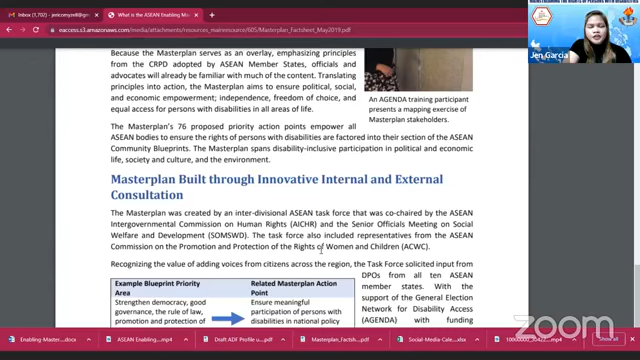 MAINSTREAMING THE RIGHTS OF PERSONS WITH DISABILITIES
Inbox (1,702) -
What is the ASEAN Enabling M
eaccess.s3.amazonaws.com/media/attachments/resources_mainresource/605/Masterplan_Factsheet_May2019.pdf
Jen Garcia
Because the Masterplan serves as an overlay, emphasizing principles
from the CRPD adopted by ASEAN Member States, officials and
advocates will already be familiar with much of the content. Translating
principles into action, the Masterplan aims to ensure political, social,
and economic empowerment; independence, freedom of choice, and
equal access for persons with disabilities in all areas of life.
An AGENDA training participant
presents a mapping exercise of
Masterplan stakeholders.
The Masterplan's 76 proposed priority action points empower all
ASEAN bodies to ensure the rights of persons with disabilities are factored into their section of the ASEAN
Community Blueprints. The Masterplan spans disability-inclusive participation in political and economic
life, society and culture, and the environment.
Masterplan Built through Innovative Internal and External
Consultation
The Masterplan was created by an inter-divisional ASEAN task force that was co-chaired by the ASEAN
Intergovernmental Commission on Human Rights (AICHR) and the Senior Officials Meeting on Social
Welfare and Development (SOMSWD). The task force also included representatives from the ASEAN
Commission on the Promotion and Protection of the Rights of Women and Children (ACWC).
Recognizing the value of adding voices from citizens across the region, the Task Force solicited input from
DPOs from all ten ASEAN
member states. With
the support of the General Election
Network for Disability Access
(AGENDA) with funding
Example Blueprint Priority
Area
Related Masterplan Action
Point
Strengthen democracy, good
governance, the rule of law,
promotion and protection of
Ensure meaningful
participation of persons with
disabilities in national policy
zoom
Enabling-Master....docx
ASEAN Enabling....mp4
Draft ADF Profile
Masterplan_Factsh....pdf
Social-Media-Cale....
Show all